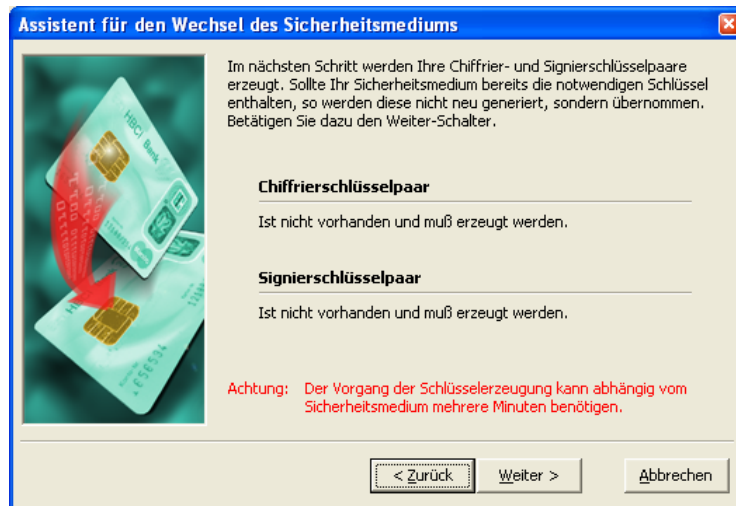 Assistent für den Wechsel des Sicherheitsmediums
Im nächsten Schritt werden Ihre Chiffrier- und Signierschlüsselpaare
erzeugt. Sollte Ihr Sicherheitsmedium bereits die notwendigen Schlüssel
enthalten, so werden diese nicht neu generiert, sondern übernommen.
Betätigen Sie dazu den Weiter-Schalter.
HBCI Bank
Chiffrierschlüsselpaar
Ist nicht vorhanden und muß erzeugt werden.
Signierschlüsselpaar
Ist nicht vorhanden und muß erzeugt werden.
Achtung: Der Vorgang der Schlüsselerzeugung kann abhängig vom
Sicherheitsmedium mehrere Minuten benötigen.
< Zurück
Weiter >
Abbrechen